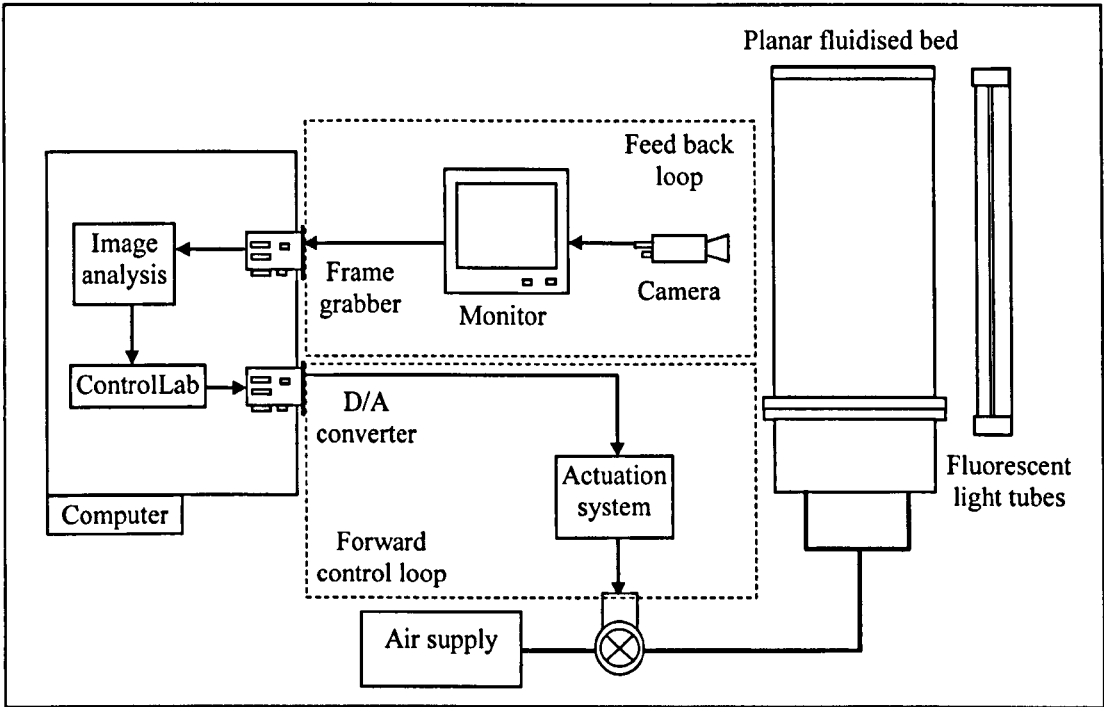 Planar fluidised bed
Feed back
loop
Image
analysis
Frame
grabber
Monitor
Camera
ControlLab
D/A
converter
Actuation
system
Fluorescent
light tubes
Computer
Forward
control loop
Air supply